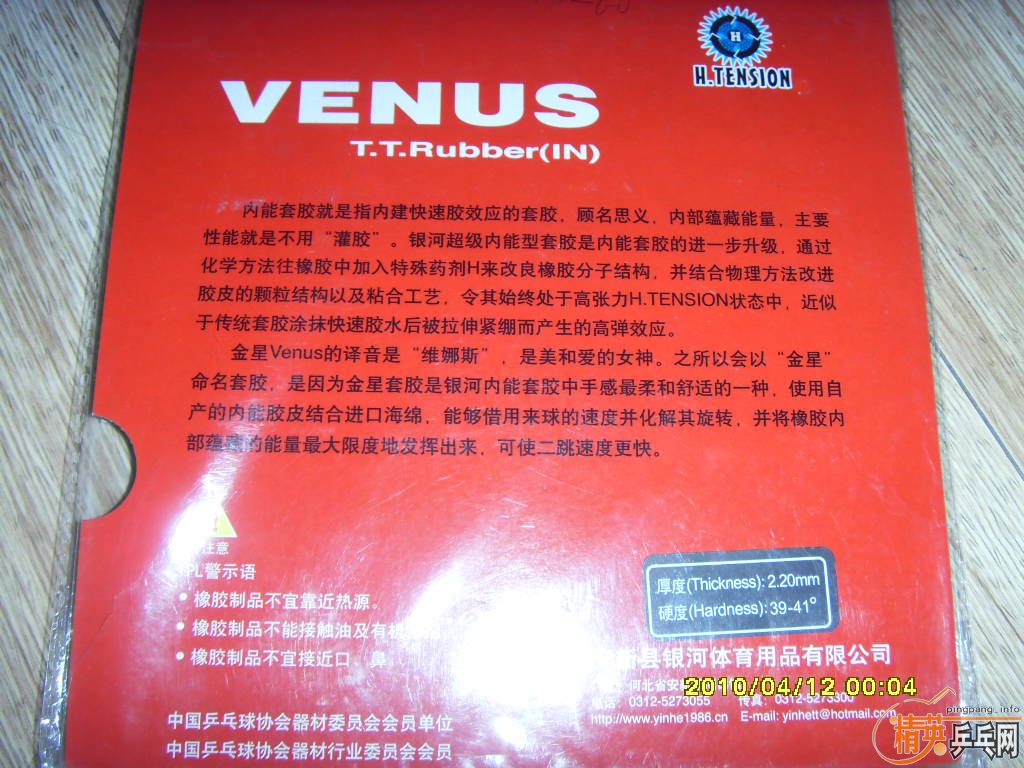 H
H.TENSION
VENUS
T.T.Rubber(IN)
内能套胶就是指内建快速胶效应的套胶，顾名思义，内部蕴藏能量，主要
性能就是不用“灌胶”。银河超级内能型套胶是内能套胶的进一步升级，通过
化学方法往橡胶中加入特殊药剂H来改良橡胶分子结构，并结合物理方法改进
胶皮的颗粒结构以及粘合工艺，令其始终处于高张力H.TENSION状态中，近似
于传统套胶涂抹快速胶水后被拉伸紧绷而产生的高弹效应。
金星Venus的译音是“维娜斯”，是美和爱的女神。之所以会以“金星”
命名套胶，是因为金星套胶是银河内能套胶中手感最柔和舒适的一种，使用自
产的内能胶皮结合进口海绵，能够借用来球的速度并化解其旋转，并将橡胶内
部蕴藏的能量最大限度地发挥出来，可使二跳速度更快。
注意
PL警示语
• 橡胶制品不宜靠近热源。
• 橡胶制品不能接触油及有机
• 橡胶制品不宜接近口、鼻
厚度(Thickness): 2.20mm
硬度(Hardness): 39-41°
新县银河体育用品有限公司
河北省安
电话：0312-5273055 传真：0312-5273300
http://www.yinhe1986.cn E-mail: yinhett@hotmail.com
中国乒乓球协会器材委员会会员单位
中国乒乓球协会器材行业委员会会员
2010/04/12 00:04
pingpang.info
精英乒乓网